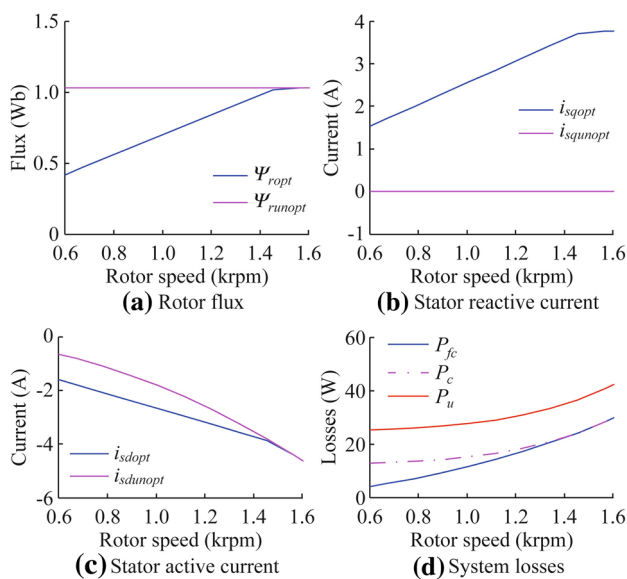 Flux (Wb)
1.5
1.0
0.5
0
Ψropt
Ψrunopt
0.6 0.8 1.0 1.2 1.4 1.6
Rotor speed (krpm)
(a) Rotor flux
Current (A)
4
3
2
1
0
-1
isqopt
isqunopt
0.6 0.8 1.0 1.2 1.4 1.6
Rotor speed (krpm)
(b) Stator reactive current
Current (A)
0
-2
-4
-6
isdopt
isdunopt
0.6 0.8 1.0 1.2 1.4 1.6
Rotor speed (krpm)
(c) Stator active current
Losses (W)
60
40
20
0
Pfc
Pc
Pu
0.6 0.8 1.0 1.2 1.4 1.6
Rotor speed (krpm)
(d) System losses